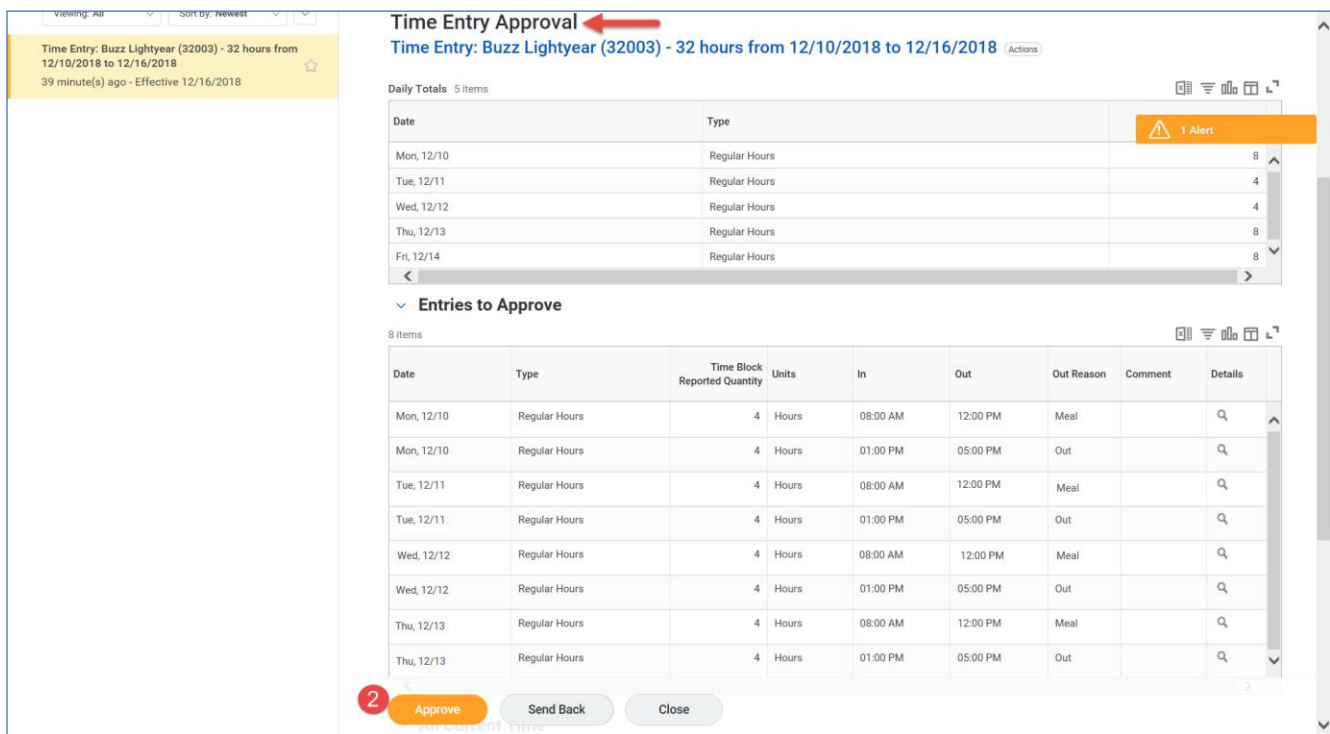 Viewing: All Sort By: Newest
Time Entry: Buzz Lightyear (32003) - 32 hours from
12/10/2018 to 12/16/2018
39 minute(s) ago - Effective 12/16/2018
Time Entry Approval
Time Entry: Buzz Lightyear (32003) - 32 hours from 12/10/2018 to 12/16/2018 Actions
Daily Totals 5 items
Date Type
1 Alert
Mon, 12/10 Regular Hours 8
Tue, 12/11 Regular Hours 4
Wed, 12/12 Regular Hours 4
Thu, 12/13 Regular Hours 8
Fri, 12/14 Regular Hours 8
Entries to Approve
8 items
Date Type Time Block Reported Quantity Units In Out Out Reason Comment Details
Mon, 12/10 Regular Hours 4 Hours 08:00 AM 12:00 PM Meal
Mon, 12/10 Regular Hours 4 Hours 01:00 PM 05:00 PM Out
Tue, 12/11 Regular Hours 4 Hours 08:00 AM 12:00 PM Meal
Tue, 12/11 Regular Hours 4 Hours 01:00 PM 05:00 PM Out
Wed, 12/12 Regular Hours 4 Hours 08:00 AM 12:00 PM Meal
Wed, 12/12 Regular Hours 4 Hours 01:00 PM 05:00 PM Out
Thu, 12/13 Regular Hours 4 Hours 08:00 AM 12:00 PM Meal
Thu, 12/13 Regular Hours 4 Hours 01:00 PM 05:00 PM Out
2 Approve Send Back Close
All Current Time